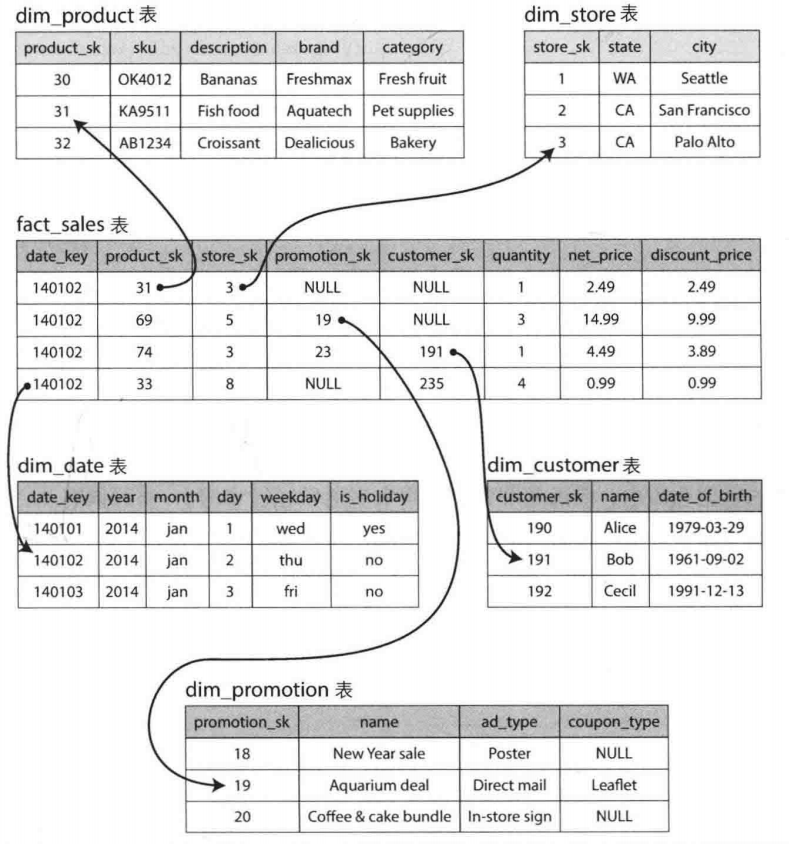 dim_product 表
dim_store 表
product_sk sku description brand category
30 OK4012 Bananas Freshmax Fresh fruit
31 KA9511 Fish food Aquatech Pet supplies
32 AB1234 Croissant Dealicious Bakery
store_sk state city
1 WA Seattle
2 CA San Francisco
3 CA Palo Alto
fact_sales 表
date_key product_sk store_sk promotion_sk customer_sk quantity net_price discount_price
140102 31 3 NULL NULL 1 2.49 2.49
140102 69 5 19 NULL 3 14.99 9.99
140102 74 3 23 191 1 4.49 3.89
140102 33 8 NULL 235 4 0.99 0.99
dim_date 表
date_key year month day weekday is_holiday
140101 2014 jan 1 wed yes
140102 2014 jan 2 thu no
140103 2014 jan 3 fri no
dim_customer 表
customer_sk name date_of_birth
190 Alice 1979-03-29
191 Bob 1961-09-02
192 Cecil 1991-12-13
dim_promotion 表
promotion_sk name ad_type coupon_type
18 New Year sale Poster NULL
19 Aquarium deal Direct mail Leaflet
20 Coffee & cake bundle In-store sign NULL